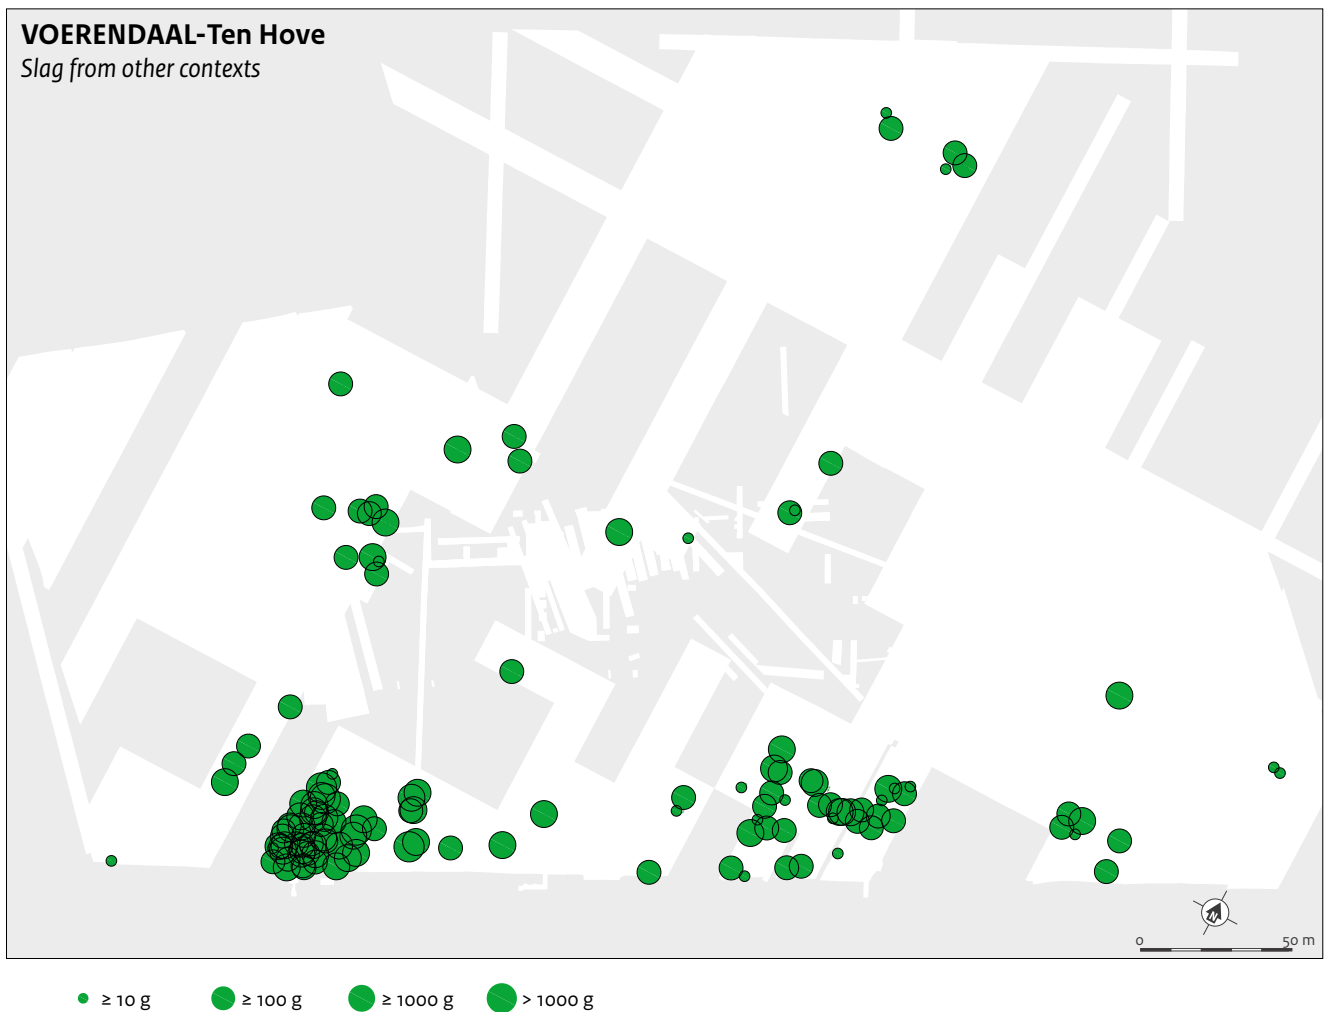 VOERENDAAL-Ten Hove
Slag from other contexts
N
0 50 m
≥ 10 g ≥ 100 g ≥ 1000 g > 1000 g